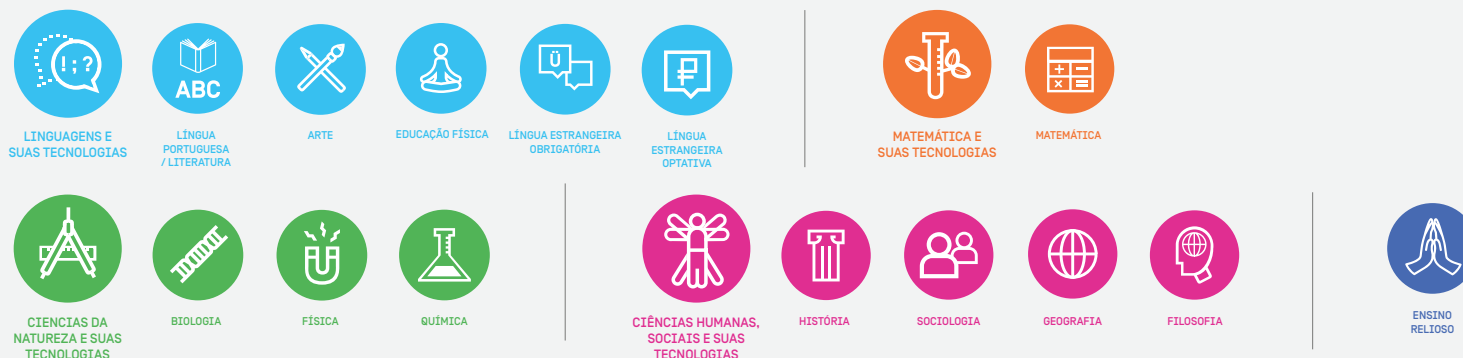 !;?
ABC
Ü
₽
LINGUAGENS E
SUAS TECNOLOGIAS
LÍNGUA
PORTUGUESA
/ LITERATURA
ARTE
EDUCAÇÃO FÍSICA
LÍNGUA ESTRANGEIRA
OBRIGATÓRIA
LÍNGUA
ESTRANGEIRA
OPTATIVA
MATEMÁTICA E
SUAS TECNOLOGIAS
MATEMÁTICA
CIENCIAS DA
NATUREZA E SUAS
TECNOLOGIAS
BIOLOGIA
FÍSICA
QUÍMICA
CIÊNCIAS HUMANAS,
SOCIAIS E SUAS
TECNOLOGIAS
HISTÓRIA
SOCIOLOGIA
GEOGRAFIA
FILOSOFIA
ENSINO
RELIOSO